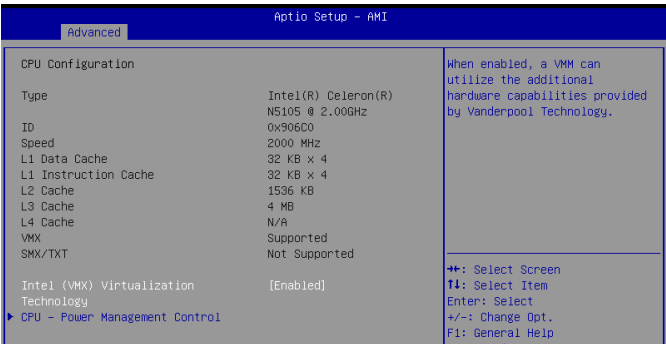 Aptio Setup – AMI
Advanced
CPU Configuration
Type Intel(R) Celeron(R)
N5105 @ 2.00GHz
ID 0x906C0
Speed 2000 MHz
L1 Data Cache 32 KB x 4
L1 Instruction Cache 32 KB x 4
L2 Cache 1536 KB
L3 Cache 4 MB
L4 Cache N/A
VMX Supported
SMX/TXT Not Supported
Intel (VMX) Virtualization [Enabled]
Technology
CPU – Power Management Control
When enabled, a VMM can
utilize the additional
hardware capabilities provided
by Vanderpool Technology.
→←: Select Screen
↑↓: Select Item
Enter: Select
+/-: Change Opt.
F1: General Help